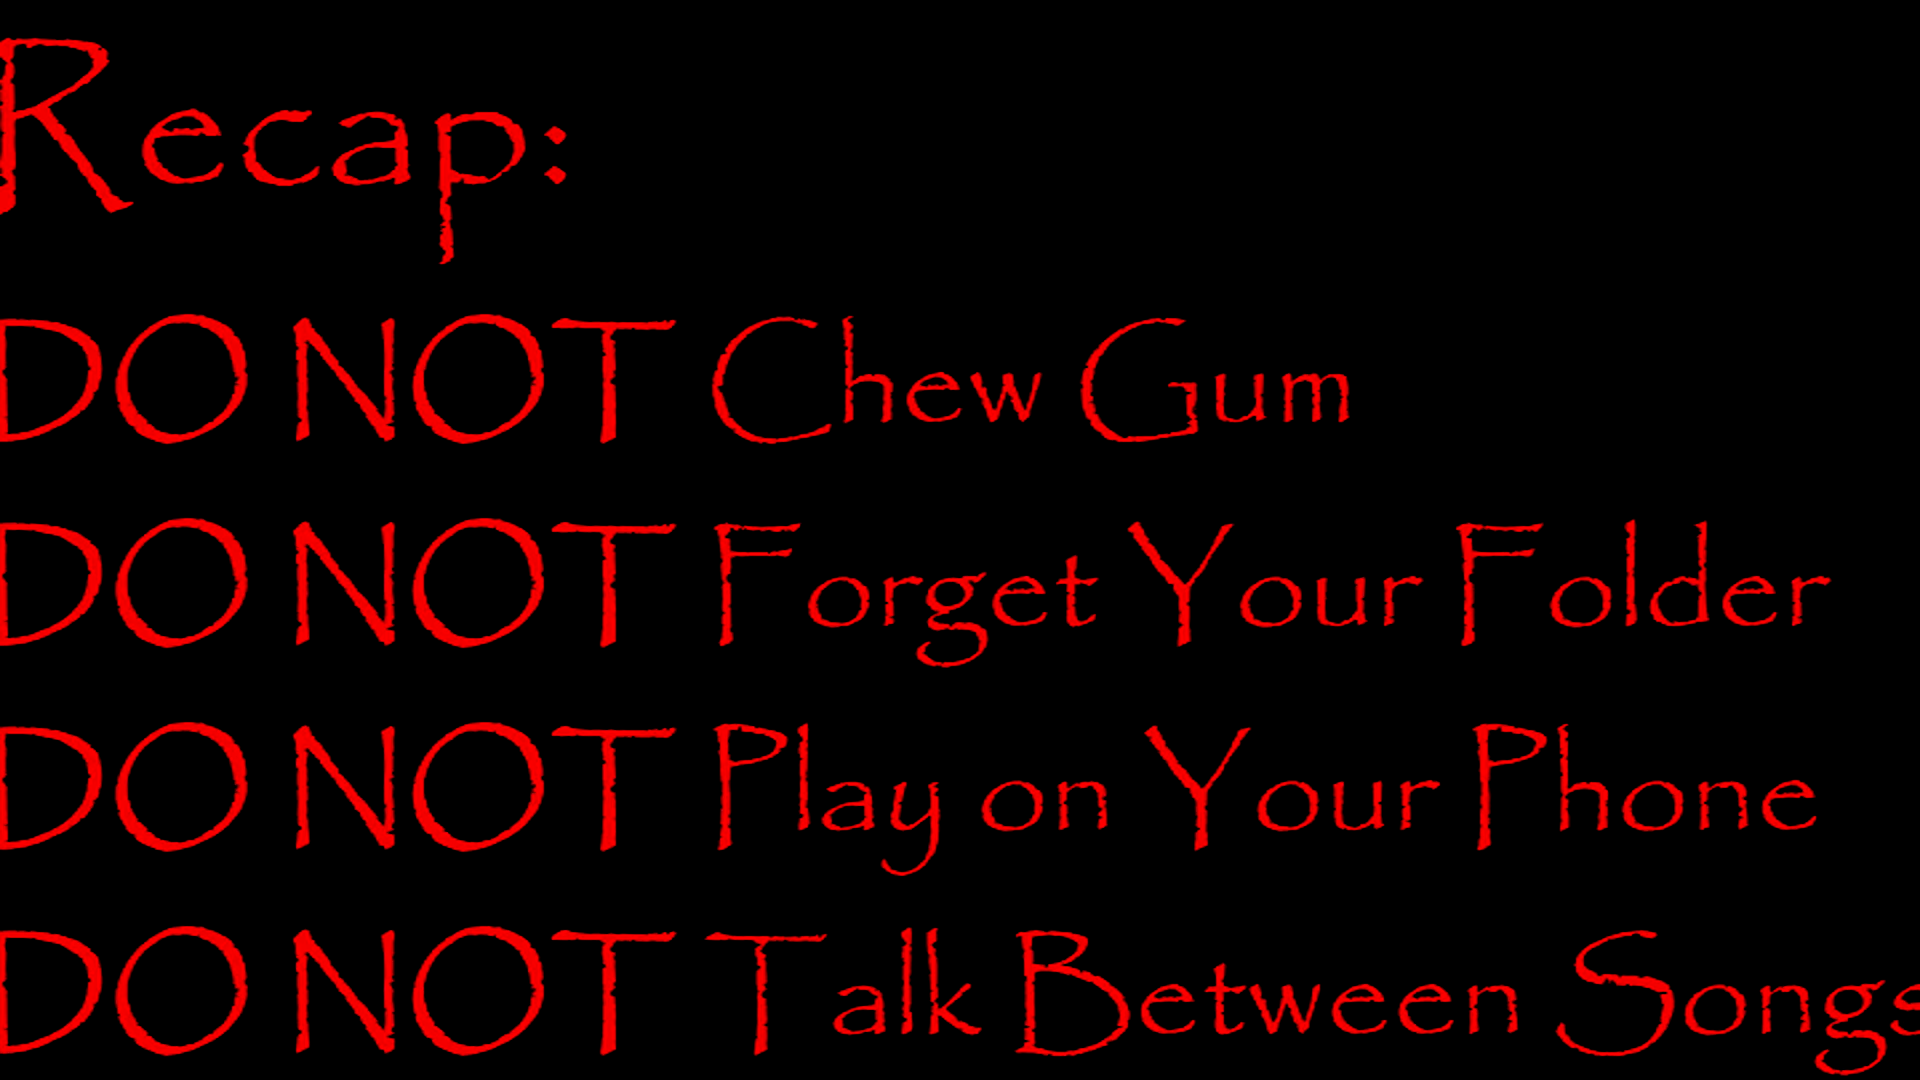 Recap:
DO NOT Chew Gum
DO NOT Forget Your Folder
DO NOT Play on Your Phone
DO NOT Talk Between Songs